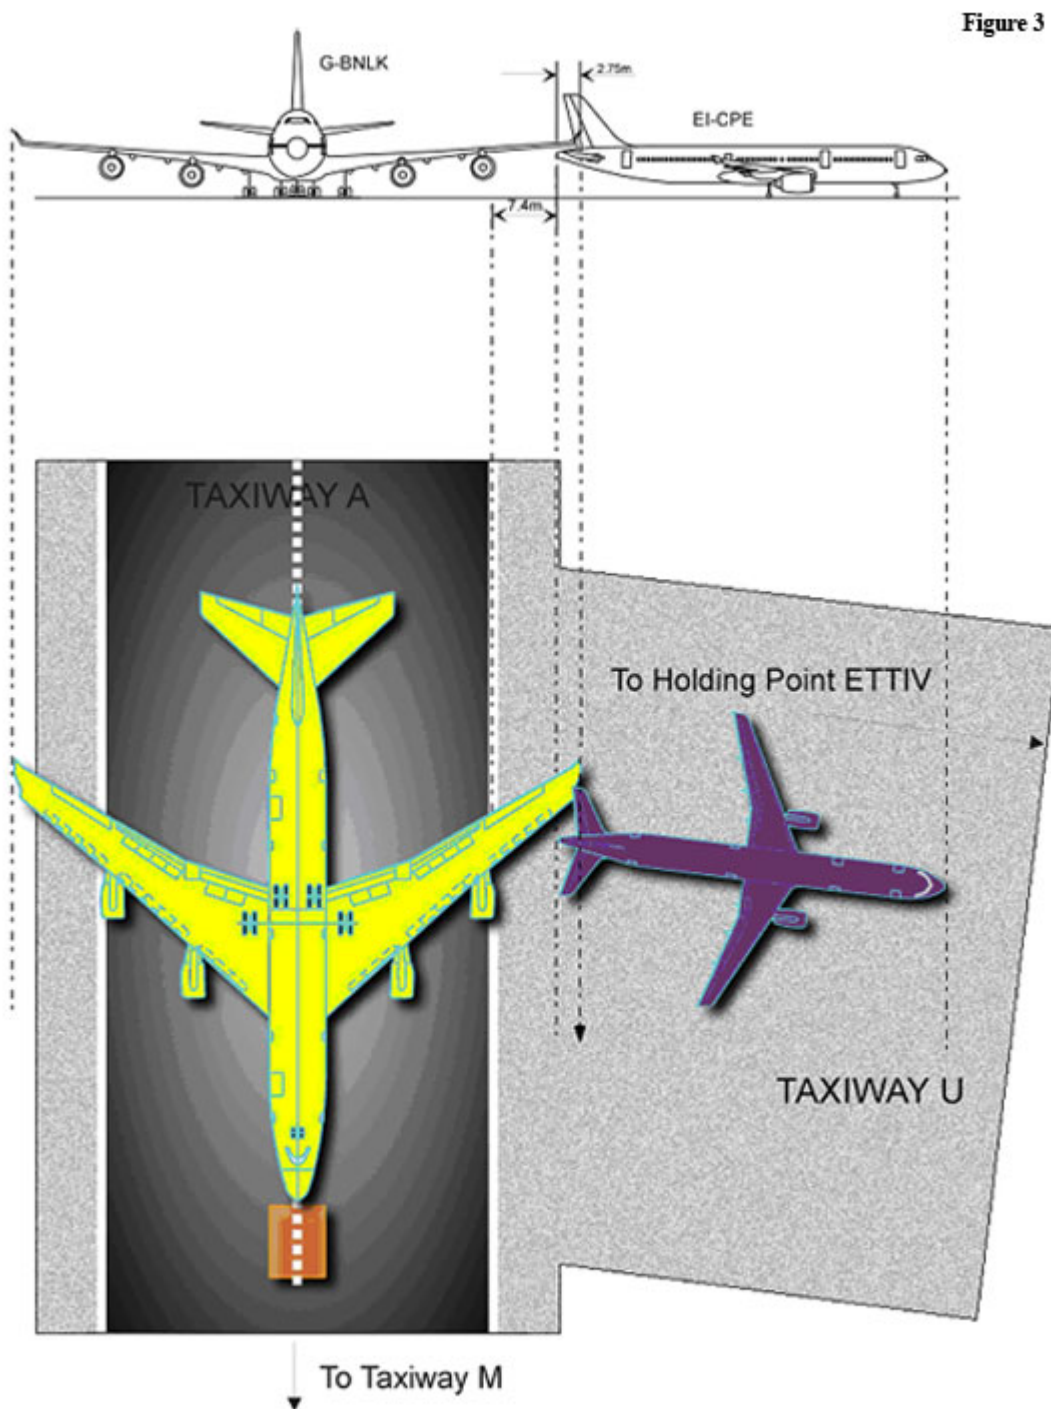 Figure 3
G-BNLK
2.75m
EI-CPE
7.4m
TAXIWAY A
To Holding Point ETTIV
TAXIWAY U
To Taxiway M